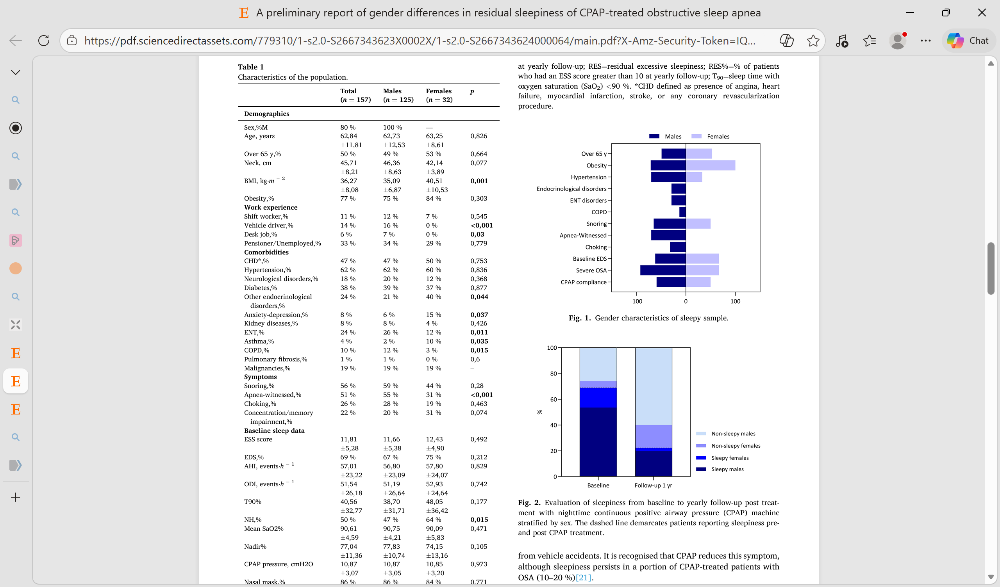 A preliminary report of gender differences in residual sleepiness of CPAP-treated obstructive sleep apnea
https://pdf.sciencedirectassets.com/779310/1-s2.0-S2667343623X0002X/1-s2.0-S2667343624000064/main.pdf?X-Amz-Security-Token=IQ...
Chat
Table 1
Characteristics of the population.
Total Males Females p
(n = 157) (n = 125) (n = 32)
Demographics
Sex,%M 80 % 100 % —
Age, years 62,84 62,73 63,25 0,826
±11,81 ±12,53 ±8,61
Over 65 y,% 50 % 49 % 53 % 0,664
Neck, cm 45,71 46,36 42,14 0,077
±8,21 ±8,63 ±3,89
BMI, kg·m − 2 36,27 35,09 40,51 0,001
±8,08 ±6,87 ±10,53
Obesity,% 77 % 75 % 84 % 0,303
Work experience
Shift worker,% 11 % 12 % 7 % 0,545
Vehicle driver,% 14 % 16 % 0 % <0,001
Desk job,% 6 % 7 % 0 % 0,03
Pensioner/Unemployed,% 33 % 34 % 29 % 0,779
Comorbidities
CHD*,% 47 % 47 % 50 % 0,753
Hypertension,% 62 % 62 % 60 % 0,836
Neurological disorders,% 18 % 20 % 12 % 0,368
Diabetes,% 38 % 39 % 37 % 0,877
Other endocrinological 24 % 21 % 40 % 0,044
disorders,%
Anxiety-depression,% 8 % 6 % 15 % 0,037
Kidney diseases,% 8 % 8 % 4 % 0,426
ENT,% 24 % 26 % 12 % 0,011
Asthma,% 4 % 2 % 10 % 0,035
COPD,% 10 % 12 % 3 % 0,015
Pulmonary fibrosis,% 1 % 1 % 0 % 0,6
Malignancies,% 19 % 19 % 19 % –
Symptoms
Snoring,% 56 % 59 % 44 % 0,28
Apnea-witnessed,% 51 % 55 % 31 % <0,001
Choking,% 26 % 28 % 19 % 0,463
Concentration/memory 22 % 20 % 31 % 0,074
impairment,%
Baseline sleep data
ESS score 11,81 11,66 12,43 0,492
±5,28 ±5,38 ±4,90
EDS,% 69 % 67 % 75 % 0,212
AHI, events·h − 1 57,01 56,80 57,80 0,829
±23,22 ±23,09 ±24,07
ODI, events·h − 1 51,54 51,19 52,93 0,742
±26,18 ±26,64 ±24,64
T90% 40,56 38,70 48,05 0,177
±32,77 ±31,71 ±36,42
NH,% 50 % 47 % 64 % 0,015
Mean SaO2% 90,61 90,75 90,09 0,471
±4,59 ±4,21 ±5,83
Nadir% 77,04 77,83 74,15 0,105
±11,36 ±10,74 ±13,16
CPAP pressure, cmH2O 10,87 10,87 10,85 0,973
±3,07 ±3,05 ±3,20
Nasal mask,% 86 % 86 % 84 % 0,771
at yearly follow-up; RES=residual excessive sleepiness; RES%=% of patients
who had an ESS score greater than 10 at yearly follow-up; T90=sleep time with
oxygen saturation (SaO2) <90 %. *CHD defined as presence of angina, heart
failure, myocardial infarction, stroke, or any coronary revascularization
procedure.
Males Females
Over 65 y
Obesity
Hypertension
Endocrinological disorders
ENT disorders
COPD
Snoring
Apnea-Witnessed
Choking
Baseline EDS
Severe OSA
CPAP compliance
-100 0 100
Fig. 1. Gender characteristics of sleepy sample.
100
80
60
40
20
0
%
Baseline Follow-up 1 yr
Non-sleepy males
Non-sleepy females
Sleepy females
Sleepy males
Fig. 2. Evaluation of sleepiness from baseline to yearly follow-up post treat-
ment with nighttime continuous positive airway pressure (CPAP) machine
stratified by sex. The dashed line demarcates patients reporting sleepiness pre-
and post CPAP treatment.
from vehicle accidents. It is recognised that CPAP reduces this symptom,
although sleepiness persists in a portion of CPAP-treated patients with
OSA (10–20 %)[21].